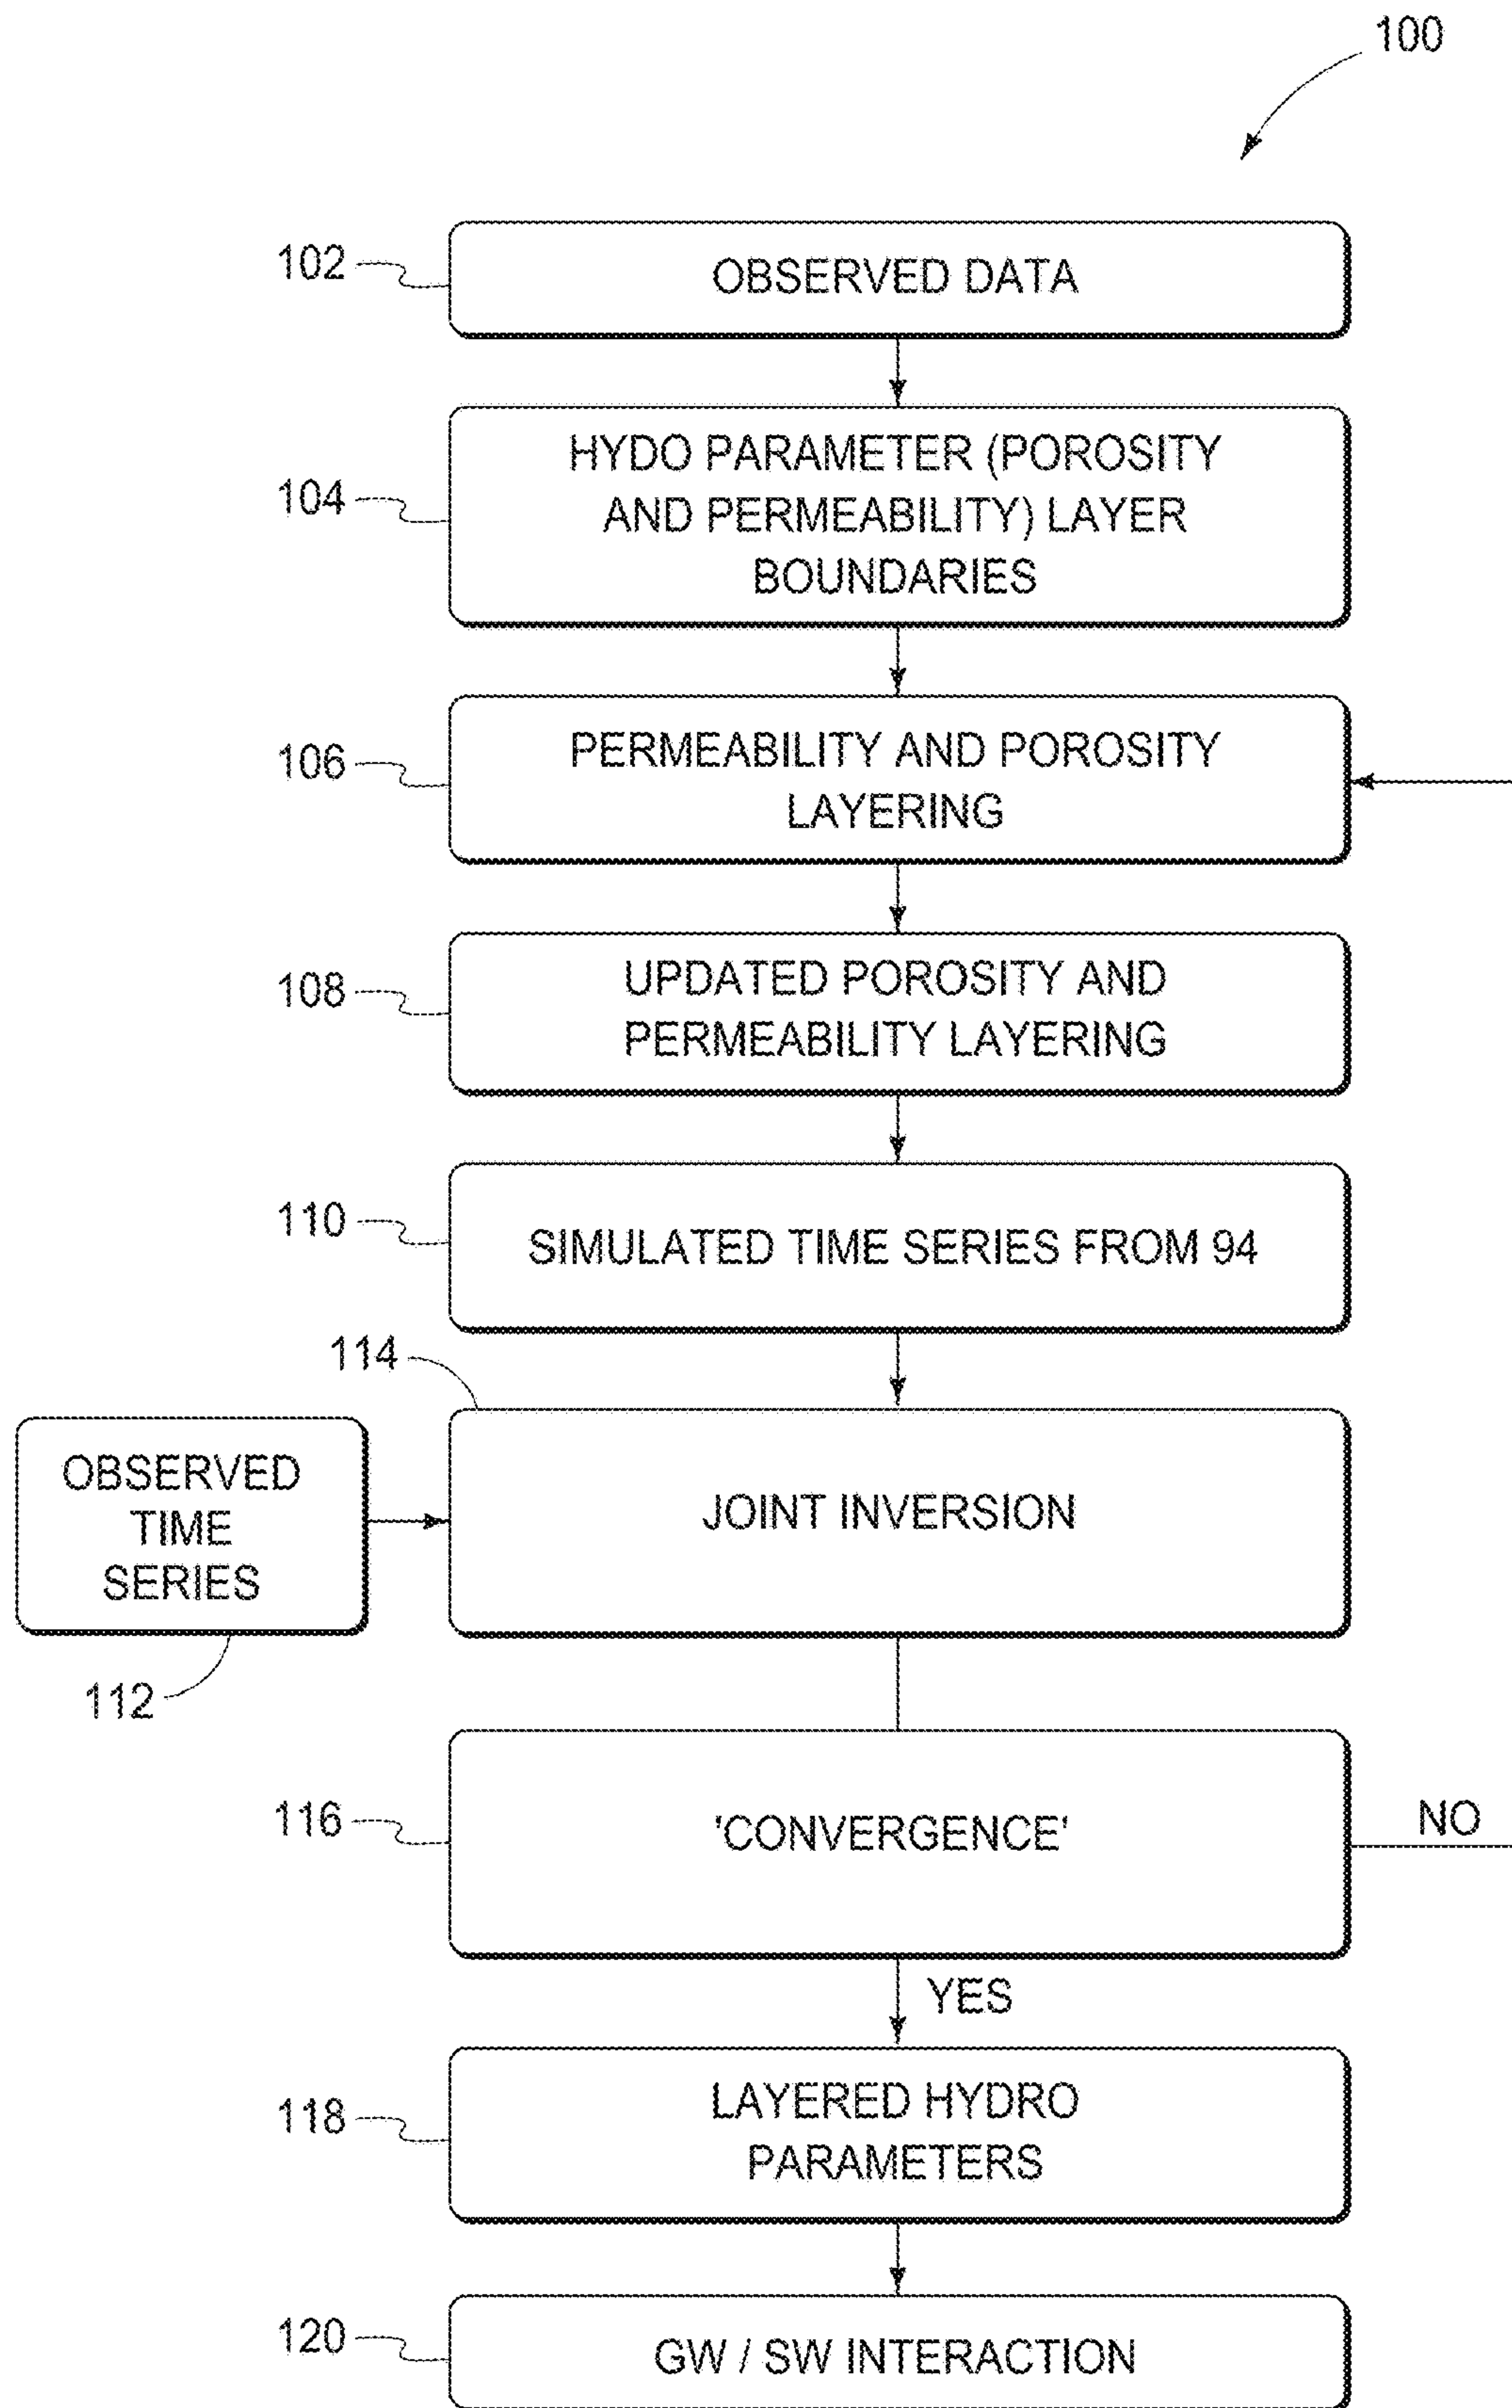 100
102
OBSERVED DATA
104
HYDO PARAMETER (POROSITY
AND PERMEABILITY) LAYER
BOUNDARIES
106
PERMEABILITY AND POROSITY
LAYERING
108
UPDATED POROSITY AND
PERMEABILITY LAYERING
110
SIMULATED TIME SERIES FROM 94
114
OBSERVED
TIME
SERIES
112
JOINT INVERSION
116
'CONVERGENCE'
NO
YES
118
LAYERED HYDRO
PARAMETERS
120
GW / SW INTERACTION